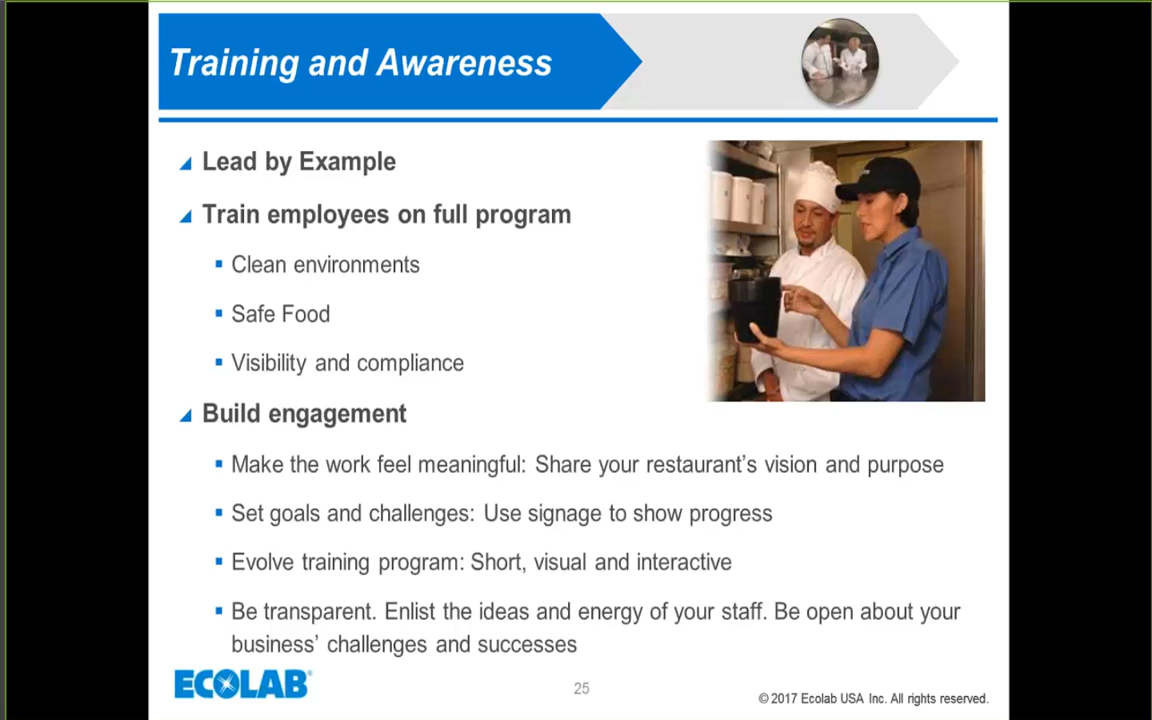 Training and Awareness
Lead by Example
Train employees on full program
Clean environments
Safe Food
Visibility and compliance
Build engagement
Make the work feel meaningful: Share your restaurant’s vision and purpose
Set goals and challenges: Use signage to show progress
Evolve training program: Short, visual and interactive
Be transparent. Enlist the ideas and energy of your staff. Be open about your
business’ challenges and successes
ECOLAB®
25
© 2017 Ecolab USA Inc. All rights reserved.